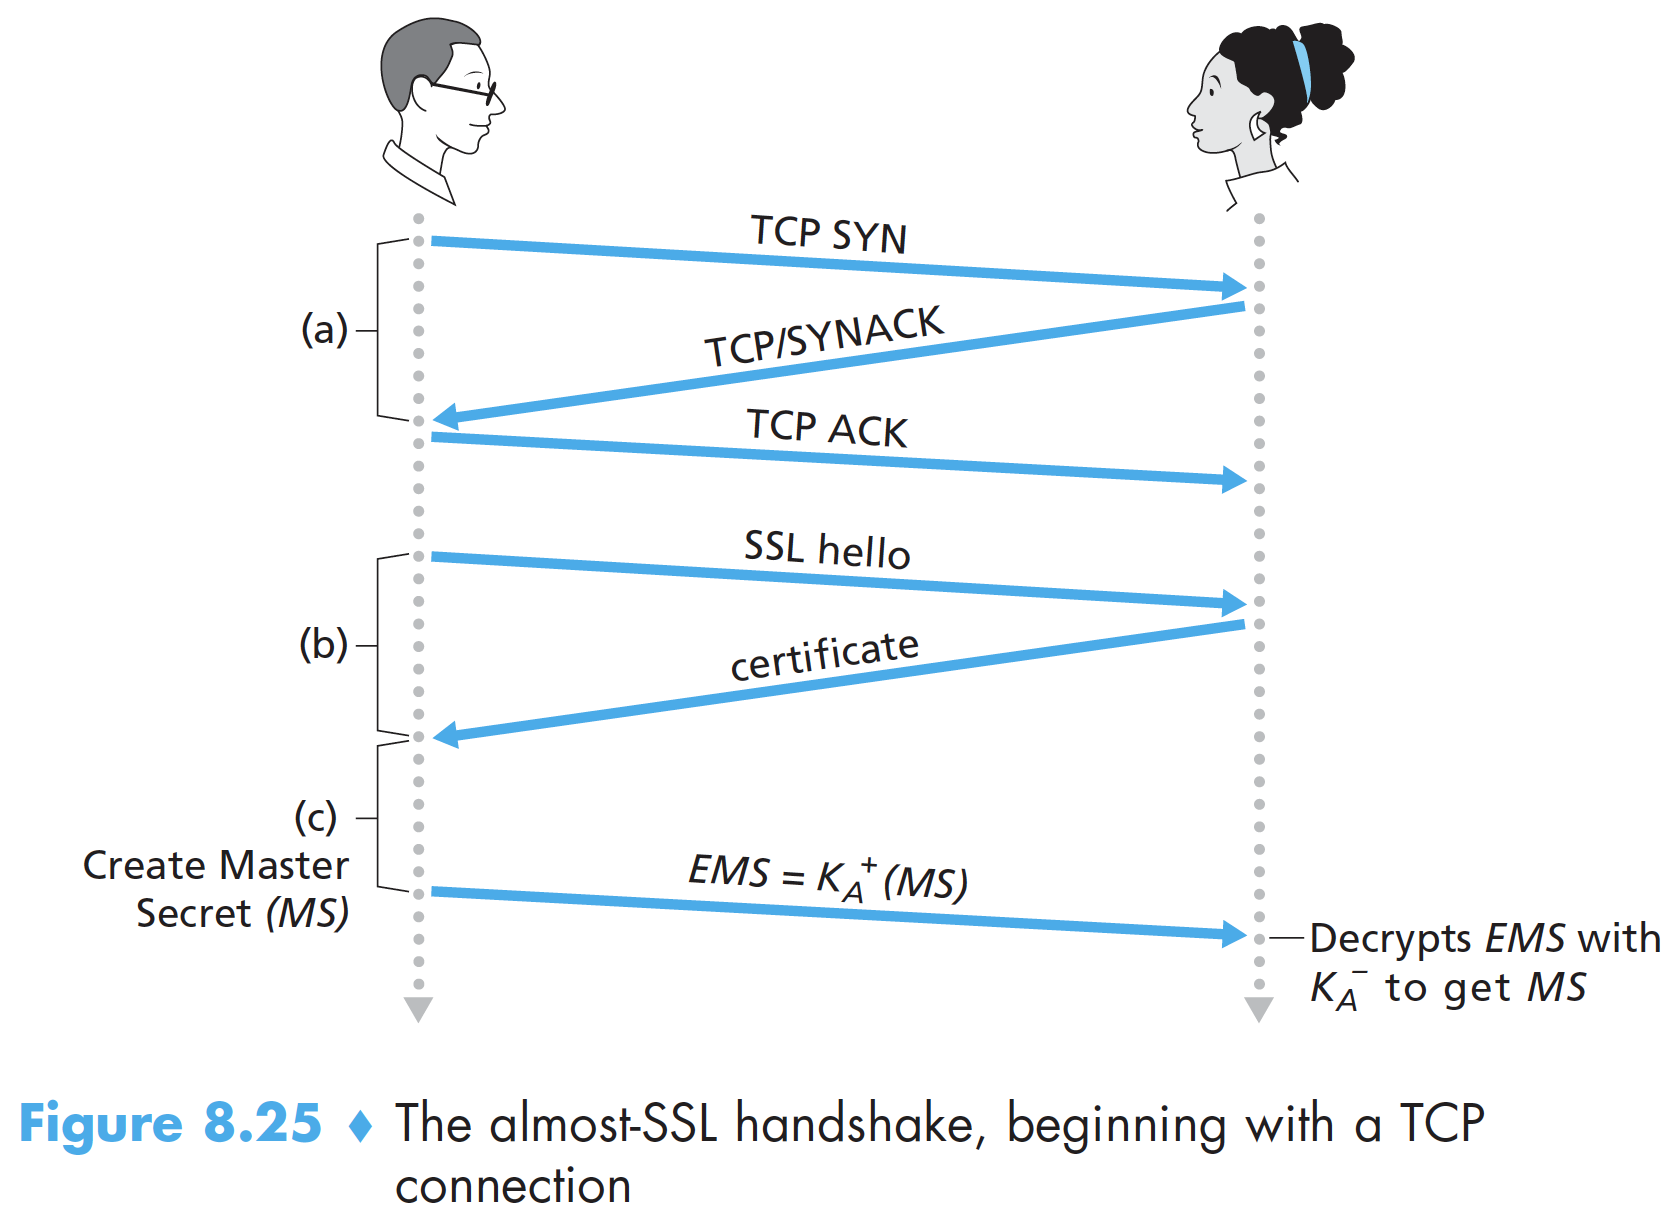 TCP SYN
(a)
TCP/SYNACK
TCP ACK
SSL hello
(b)
certificate
(c)
Create Master
Secret (MS)
EMS = K_A^+(MS)
Decrypts EMS with
K_A^− to get MS
Figure 8.25 ♦ The almost-SSL handshake, beginning with a TCP
connection